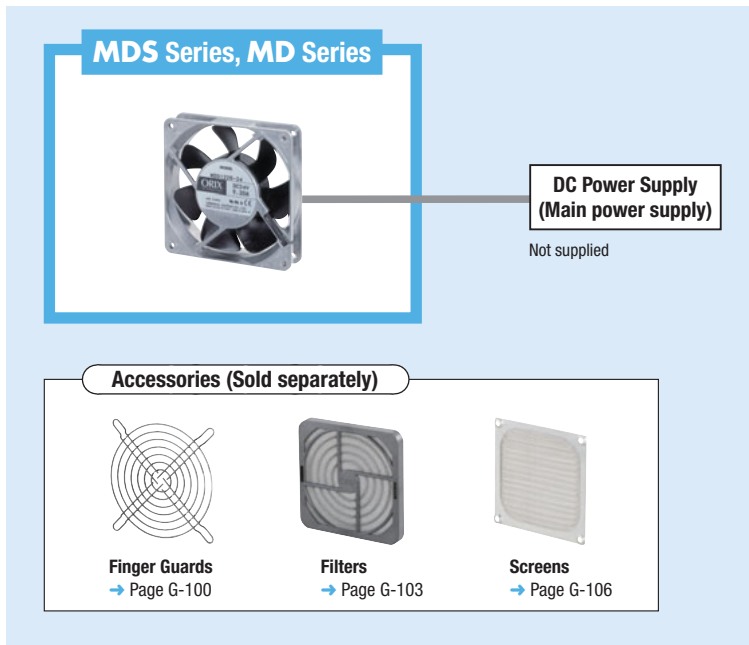 MDS Series, MD Series
ORIX
DC Power Supply
(Main power supply)
Not supplied
Accessories (Sold separately)
Finger Guards
→ Page G-100
Filters
→ Page G-103
Screens
→ Page G-106